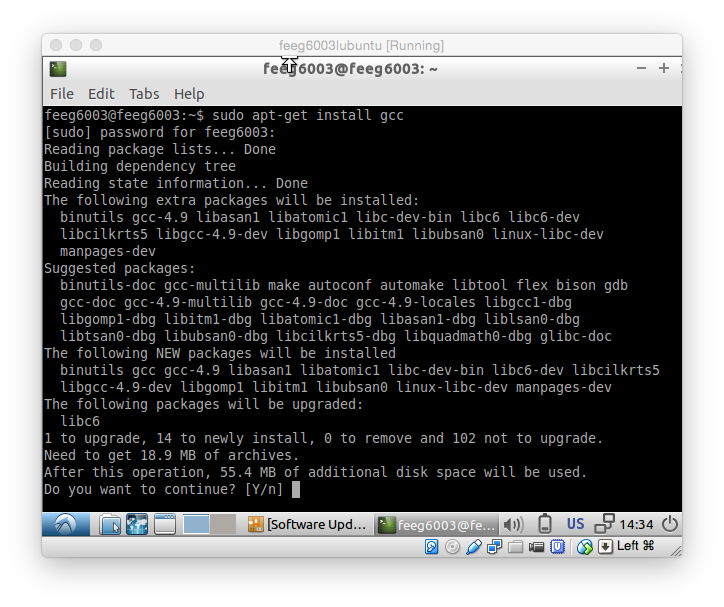 feeg6003lubuntu [Running]
feeg6003@feeg6003: ~
File Edit Tabs Help
feeg6003@feeg6003:~$ sudo apt-get install gcc
[sudo] password for feeg6003:
Reading package lists... Done
Building dependency tree
Reading state information... Done
The following extra packages will be installed:
binutils gcc-4.9 libasan1 libatomic1 libc-dev-bin libc6 libc6-dev
libcilkrts5 libgcc-4.9-dev libgomp1 libitm1 libubsan0 linux-libc-dev
manpages-dev
Suggested packages:
binutils-doc gcc-multilib make autoconf automake libtool flex bison gdb
gcc-doc gcc-4.9-multilib gcc-4.9-doc gcc-4.9-locales libgcc1-dbg
libgomp1-dbg libitm1-dbg libatomic1-dbg libasan1-dbg liblsan0-dbg
libtsan0-dbg libubsan0-dbg libcilkrts5-dbg libquadmath0-dbg glibc-doc
The following NEW packages will be installed
binutils gcc gcc-4.9 libasan1 libatomic1 libc-dev-bin libc6-dev libcilkrts5
libgcc-4.9-dev libgomp1 libitm1 libubsan0 linux-libc-dev manpages-dev
The following packages will be upgraded:
libc6
1 to upgrade, 14 to newly install, 0 to remove and 102 not to upgrade.
Need to get 18.9 MB of archives.
After this operation, 55.4 MB of additional disk space will be used.
Do you want to continue? [Y/n]
[Software Upd... feeg6003@fe... US 14:34
Left ⌘